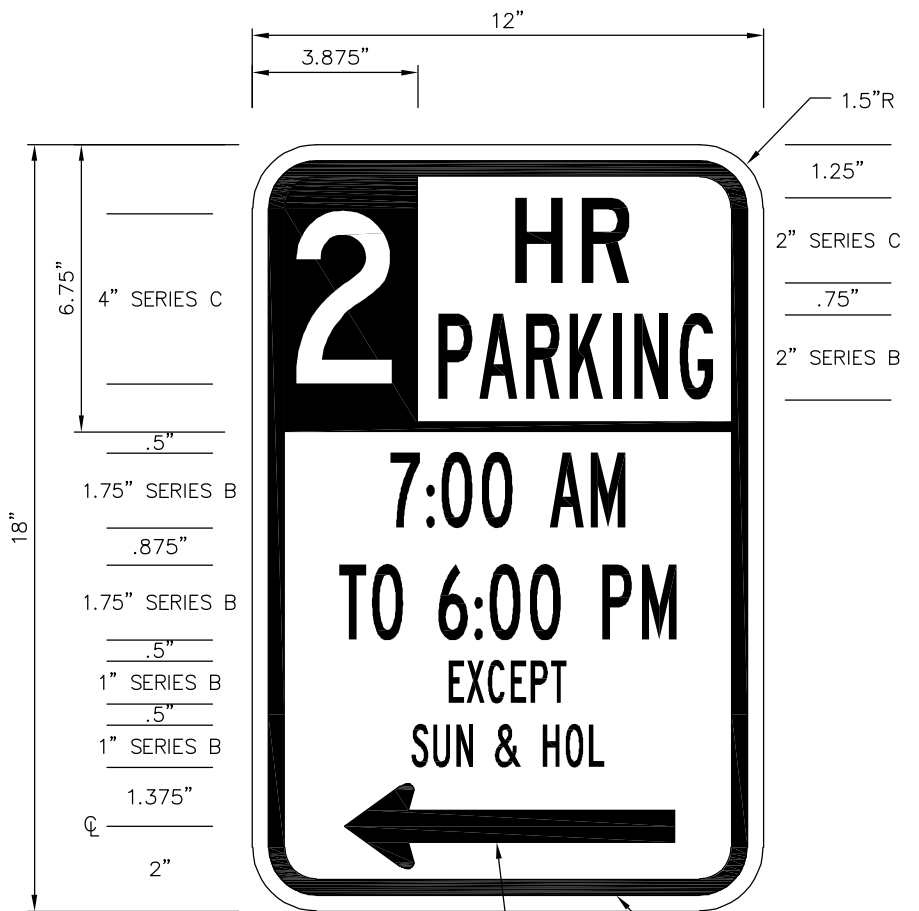 12”
3.875”
1.5”R
1.25”
2” SERIES C
.75”
2” SERIES B
6.75”
4” SERIES C
18”
.5”
1.75” SERIES B
.875”
1.75” SERIES B
.5”
1” SERIES B
.5”
1” SERIES B
1.375”
℄
2”
2
HR
PARKING
7:00 AM
TO 6:00 PM
EXCEPT
SUN & HOL